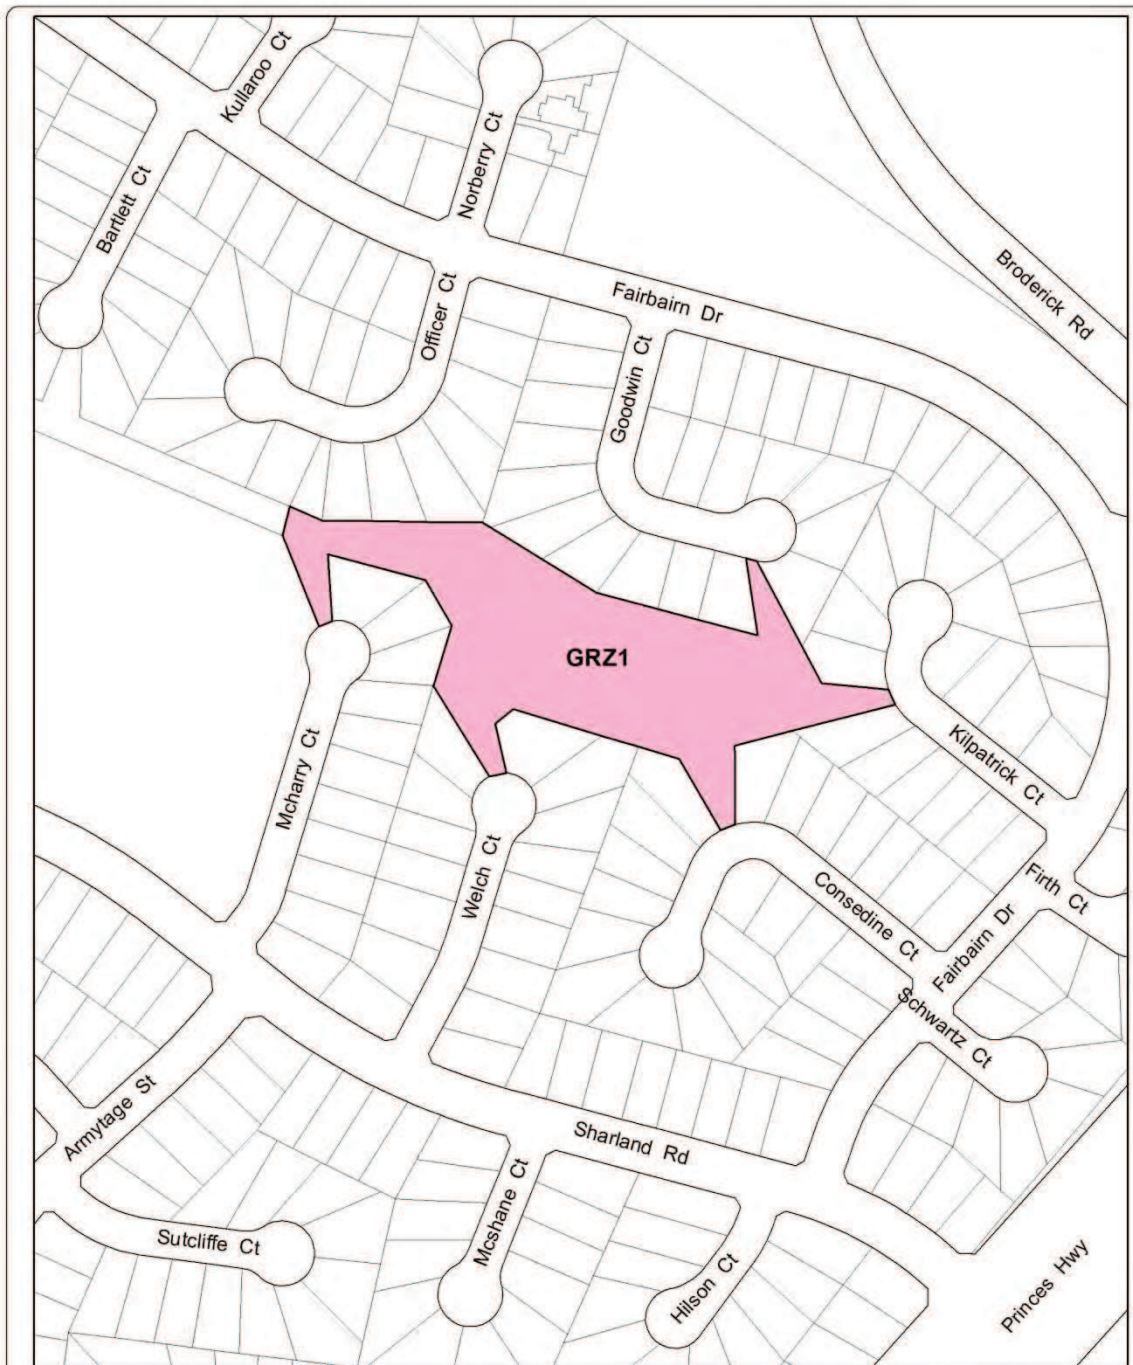 Kullaroo Ct
Norberry Ct
Bartlett Ct
Broderick Rd
Officer Ct
Fairbairn Dr
Goodwin Ct
GRZ1
Mcharry Ct
Kilpatrick Ct
Welch Ct
Firth Ct
Consedine Ct
Fairbairn Dr
Schwartz Ct
Armytage St
Sharland Rd
Mcshane Ct
Sutcliffe Ct
Hilson Ct
Princes Hwy